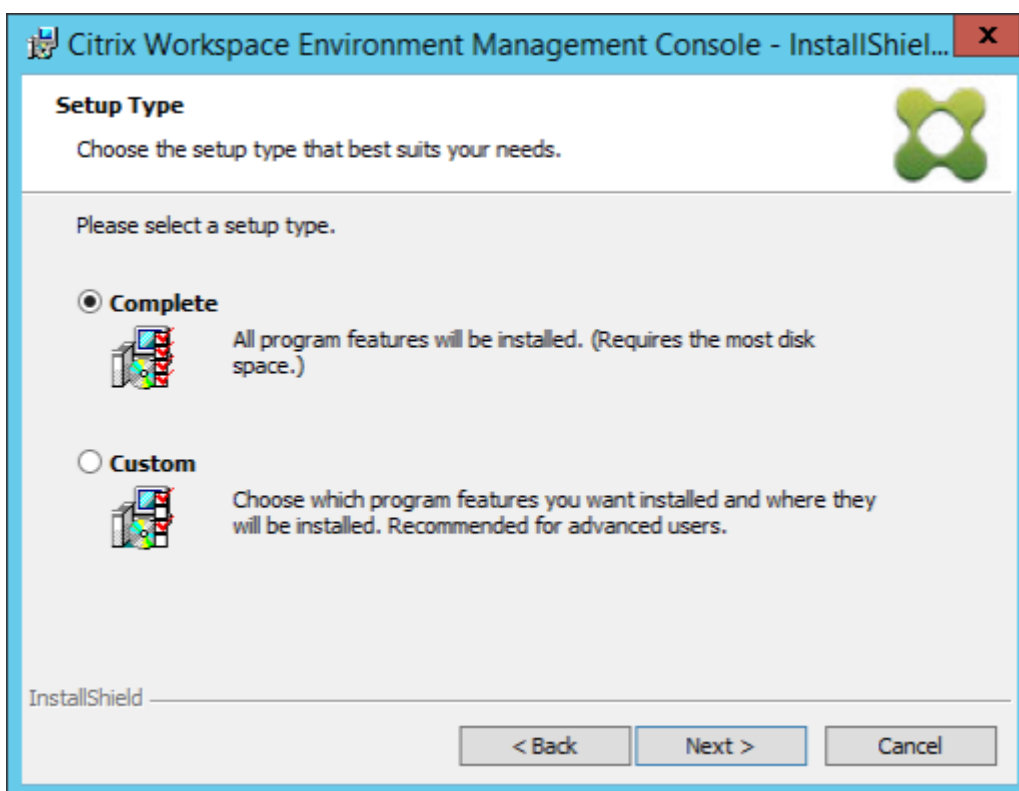 Citrix Workspace Environment Management Console - InstallShiel...
x
Setup Type
Choose the setup type that best suits your needs.
Please select a setup type.
Complete
All program features will be installed. (Requires the most disk
space.)
Custom
Choose which program features you want installed and where they
will be installed. Recommended for advanced users.
InstallShield
< Back
Next >
Cancel